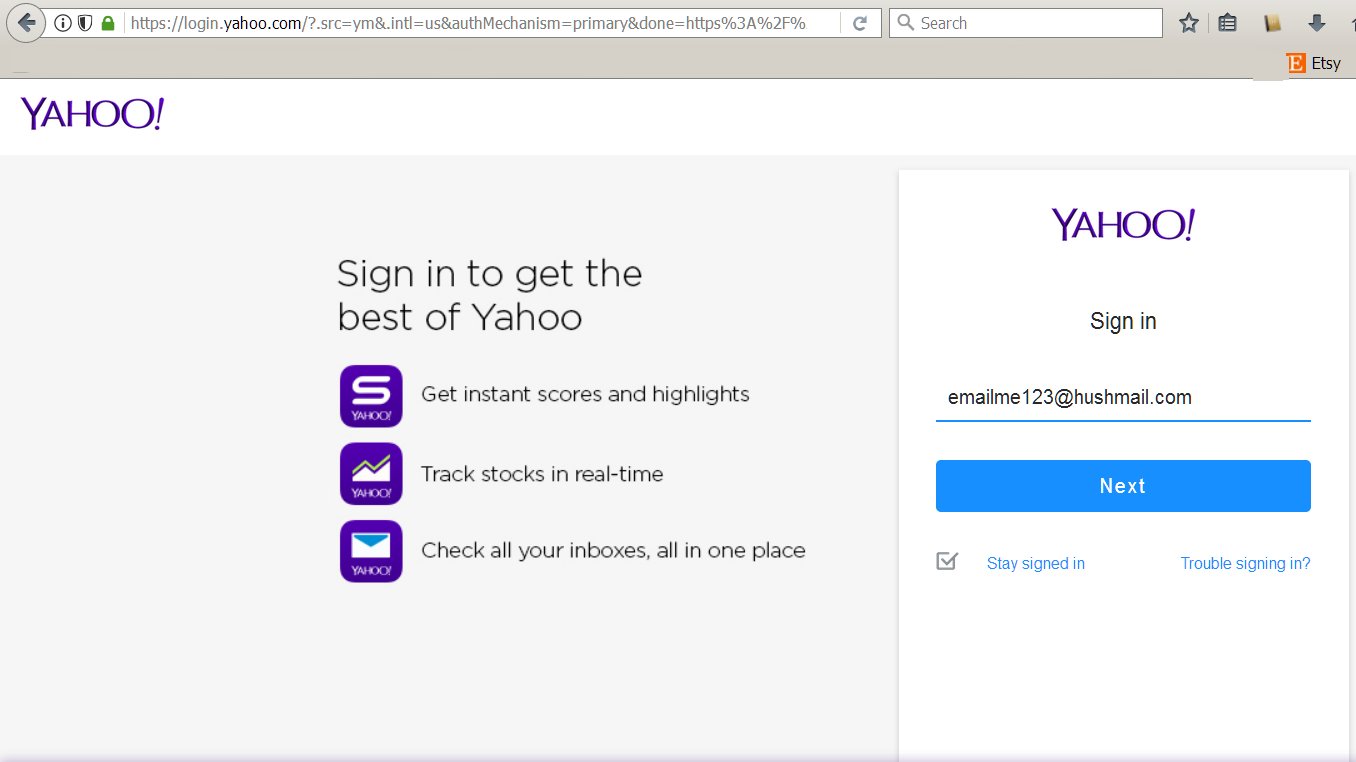 https://login.yahoo.com/?.src=ym&.intl=us&authMechanism=primary&done=https%3A%2F%
Search
Etsy
YAHOO!
YAHOO!
Sign in to get the
best of Yahoo
Sign in
YAHOO!
Get instant scores and highlights
emailme123@hushmail.com
YAHOO!
Track stocks in real-time
Next
YAHOO!
Check all your inboxes, all in one place
Stay signed in
Trouble signing in?